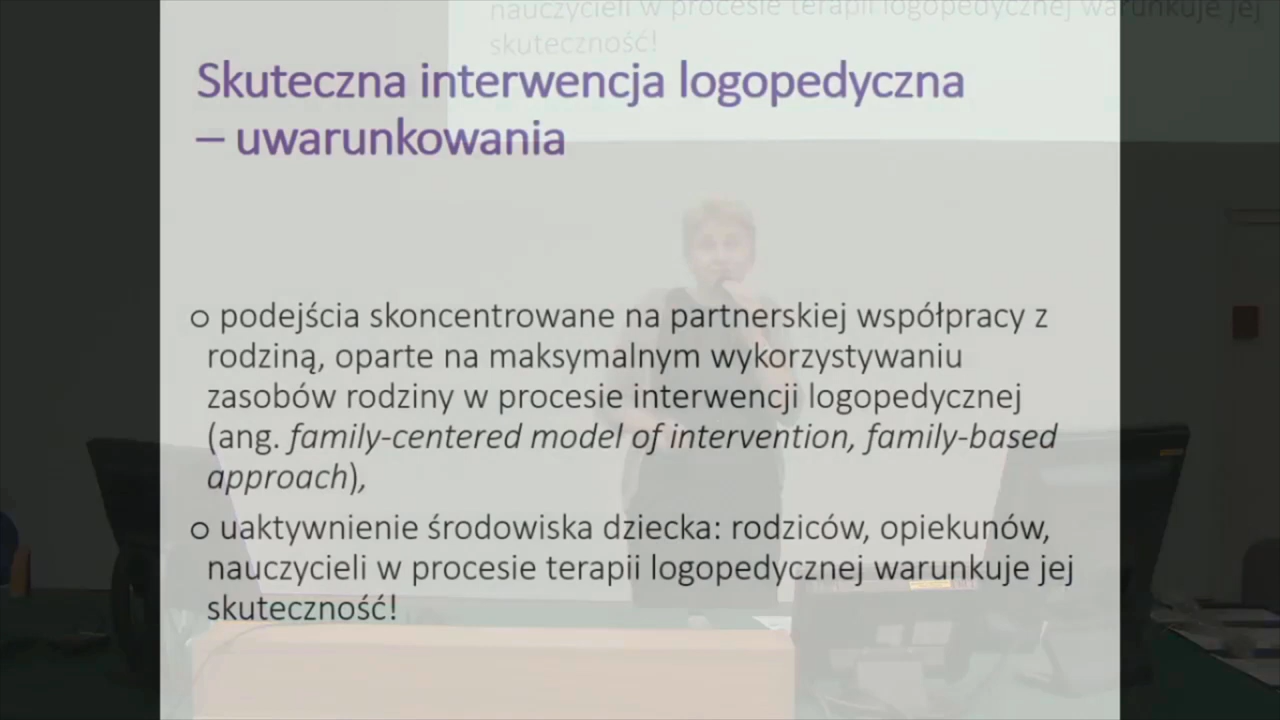 nauczycieli w procesie terapii logopedycznej warunkuje jej
skuteczność!
Skuteczna interwencja logopedyczna
– uwarunkowania
o podejścia skoncentrowane na partnerskiej współpracy z
rodziną, oparte na maksymalnym wykorzystywaniu
zasobów rodziny w procesie interwencji logopedycznej
(ang. family-centered model of intervention, family-based
approach),
o uaktywnienie środowiska dziecka: rodziców, opiekunów,
nauczycieli w procesie terapii logopedycznej warunkuje jej
skuteczność!